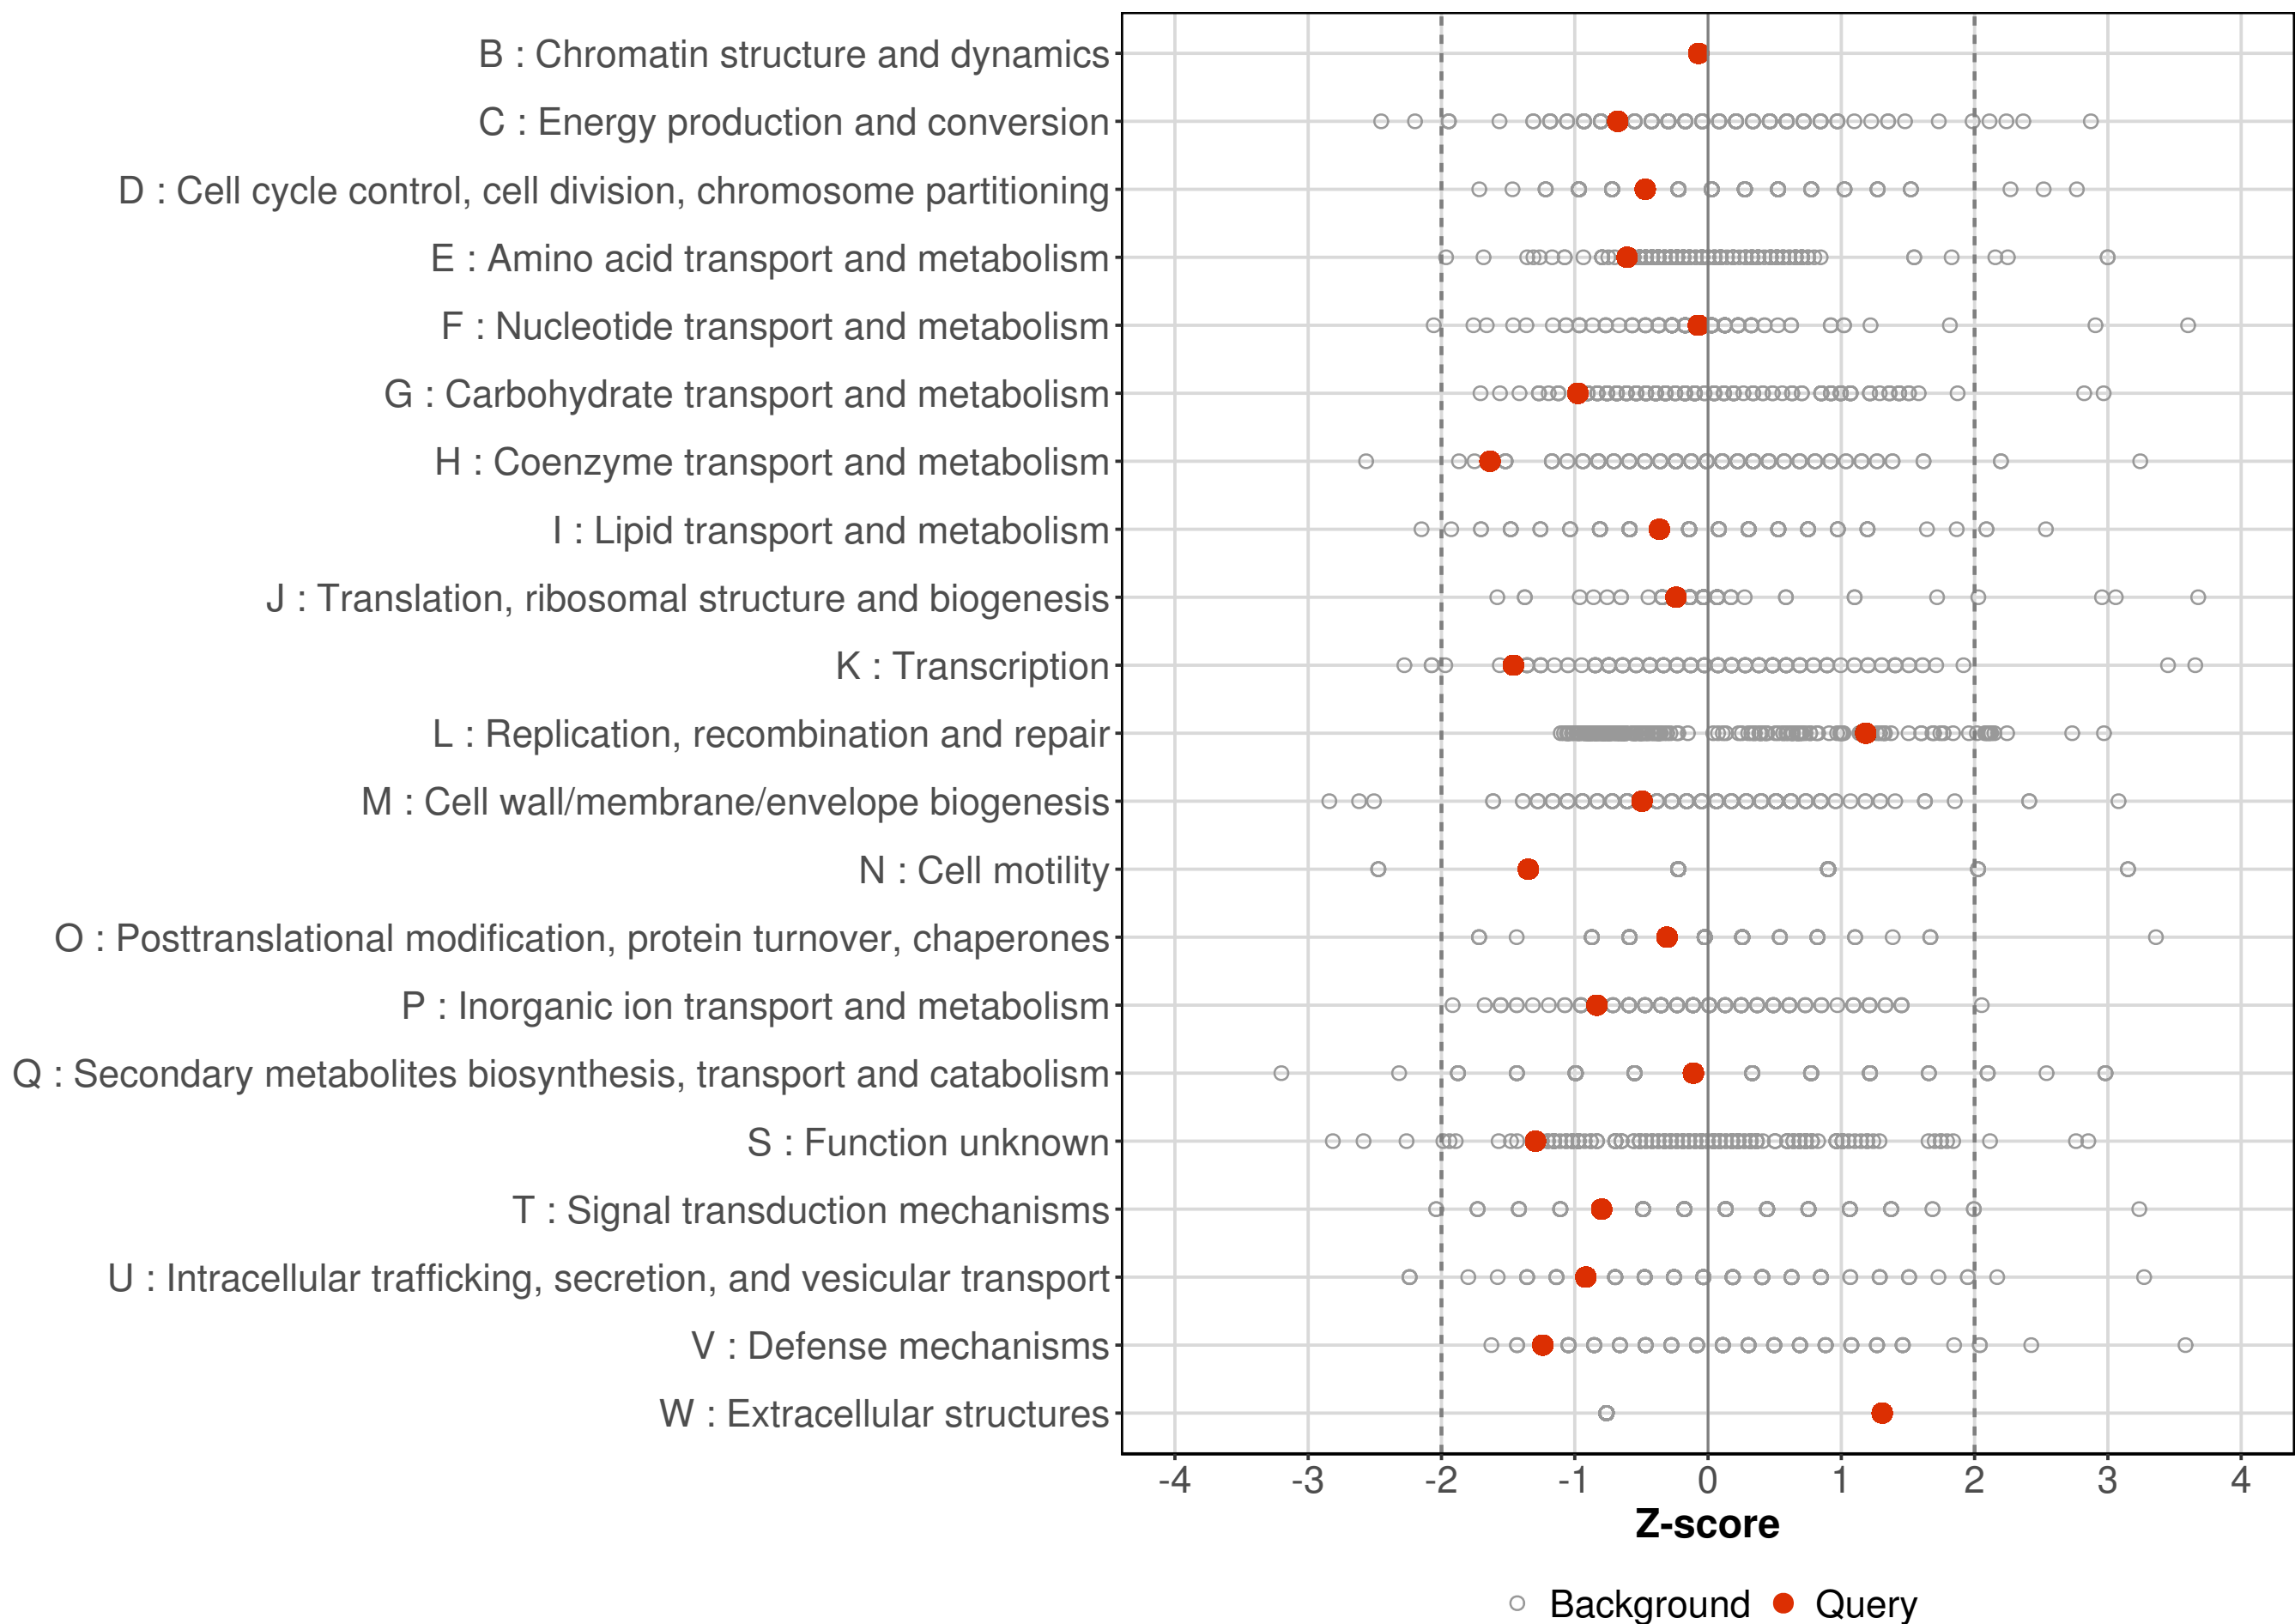 B : Chromatin structure and dynamics
C : Energy production and conversion
D : Cell cycle control, cell division, chromosome partitioning
E : Amino acid transport and metabolism
F : Nucleotide transport and metabolism
G : Carbohydrate transport and metabolism
H : Coenzyme transport and metabolism
I : Lipid transport and metabolism
J : Translation, ribosomal structure and biogenesis
K : Transcription
L : Replication, recombination and repair
M : Cell wall/membrane/envelope biogenesis
N : Cell motility
O : Posttranslational modification, protein turnover, chaperones
P : Inorganic ion transport and metabolism
Q : Secondary metabolites biosynthesis, transport and catabolism
S : Function unknown
T : Signal transduction mechanisms
U : Intracellular trafficking, secretion, and vesicular transport
V : Defense mechanisms
W : Extracellular structures
-4 -3 -2 -1 0 1 2 3 4
Z-score
Background Query